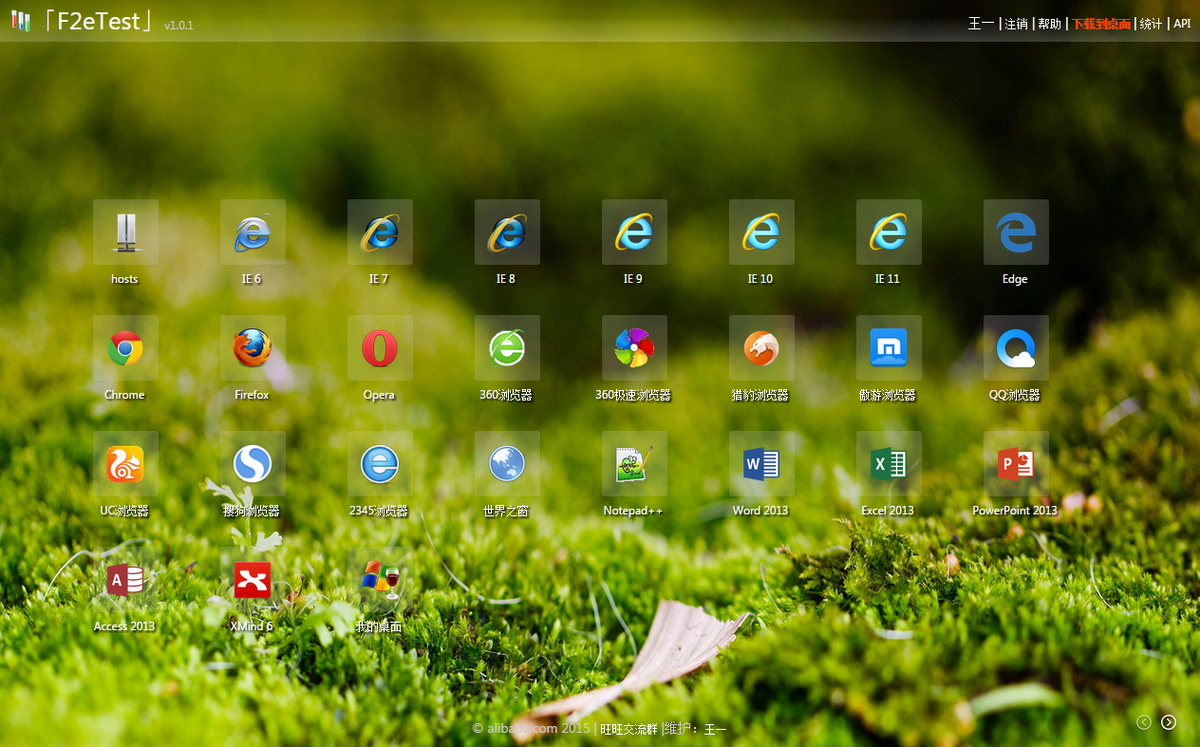 「F2eTest」 v1.0.1
王一 | 注销 | 帮助 | 下载到桌面 | 统计 | API
hosts IE 6 IE 7 IE 8 IE 9 IE 10 IE 11 Edge
Chrome Firefox Opera 360浏览器 360极速浏览器 猎豹浏览器 傲游浏览器 QQ浏览器
UC浏览器 搜狗浏览器 2345浏览器 世界之窗 Notepad++ Word 2013 Excel 2013 PowerPoint 2013
Access 2013 XMind 6 我的桌面
© alibaba.com 2015 | 旺旺交流群 |维护：王一